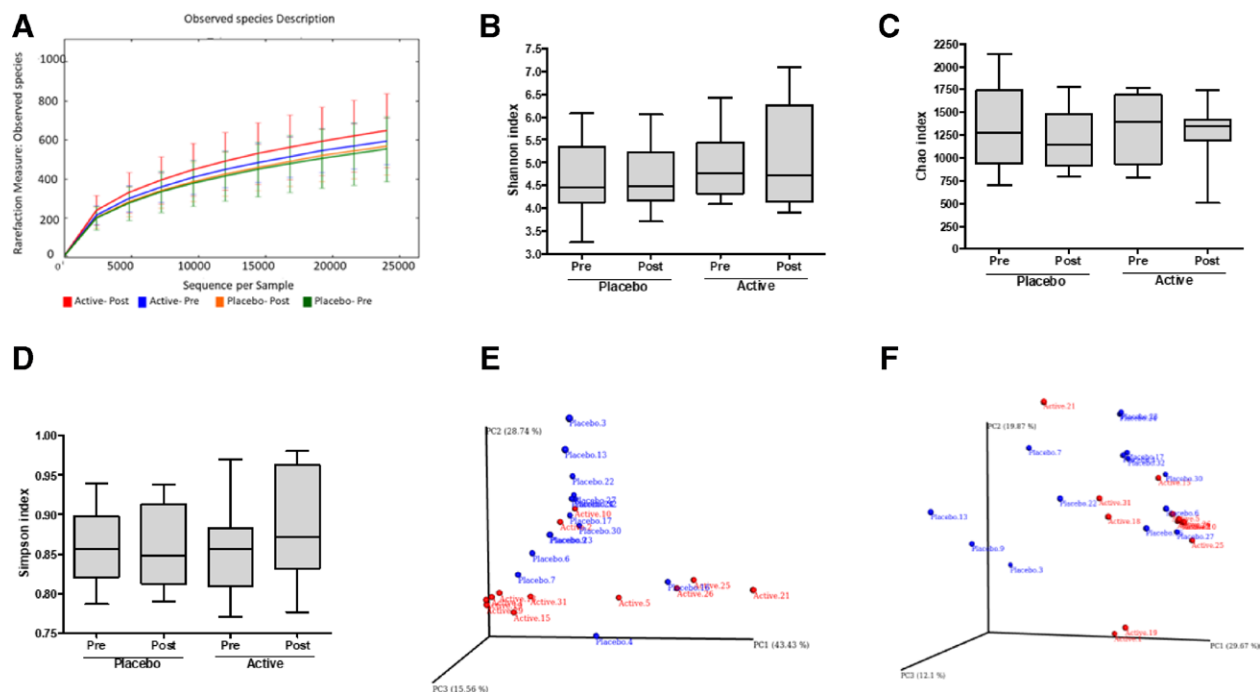 A
Observed species Description
Rarefaction Measure: Observed species
1000
800
600
400
200
0
0
5000
10000
15000
20000
25000
Sequence per Sample
Active- Post
Active- Pre
Placebo- Post
Placebo- Pre
B
Shannon index
7.5
7.0
6.5
6.0
5.5
5.0
4.5
4.0
3.5
3.0
Pre
Post
Pre
Post
Placebo
Active
C
Chao index
2250
2000
1750
1500
1250
1000
750
500
250
0
Pre
Post
Pre
Post
Placebo
Active
D
Simpson index
1.00
0.95
0.90
0.85
0.80
0.75
Pre
Post
Pre
Post
Placebo
Active
E
PC2 (28.74 %)
Placebo.3
Placebo.13
Placebo.22
Active.10
Placebo.17
Placebo.30
Placebo.6
Placebo.7
Active.31
Active.15
Active.5
Placebo.16
Active.25
Active.26
Active.21
Placebo.4
PC1 (43.43 %)
PC3 (15.56 %)
F
Active.21
PC2 (19.87 %)
Placebo.7
Placebo.17
Placebo.32
Placebo.30
Placebo.22
Active.31
Active.18
Placebo.6
Placebo.27
Active.25
Placebo.13
Placebo.9
Placebo.3
Active.19
PC1 (29.67 %)
PC3 (12.1 %)